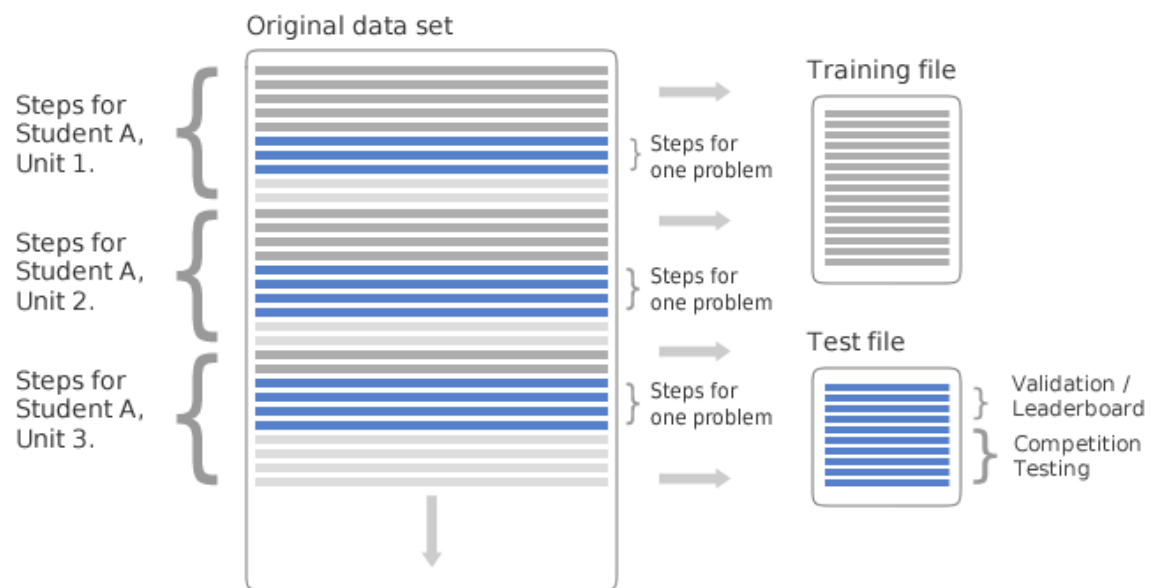 Original data set
Steps for
Student A,
Unit 1.
Steps for
one problem
Steps for
Student A,
Unit 2.
Steps for
one problem
Steps for
Student A,
Unit 3.
Steps for
one problem
Training file
Test file
Validation /
Leaderboard
Competition
Testing